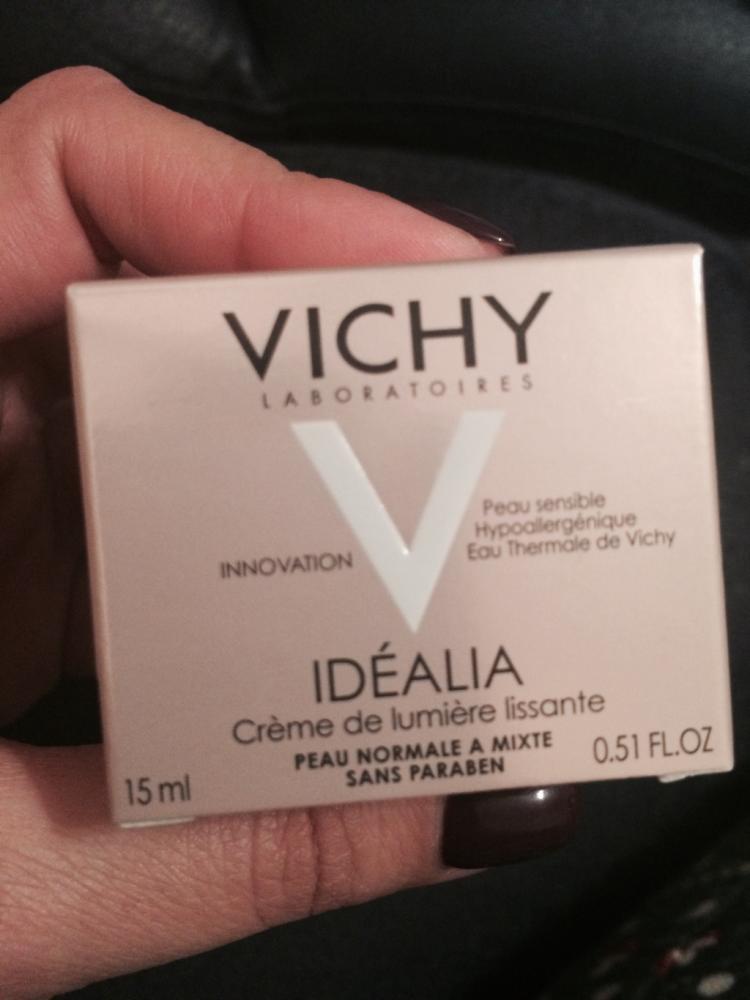 VICHY
LABORATOIRES
Peau sensible
Hypoallergénique
Eau Thermale de Vichy
INNOVATION
IDÉALIA
Crème de lumière lissante
PEAU NORMALE A MIXTE
SANS PARABEN
15 ml
0.51 FL.OZ